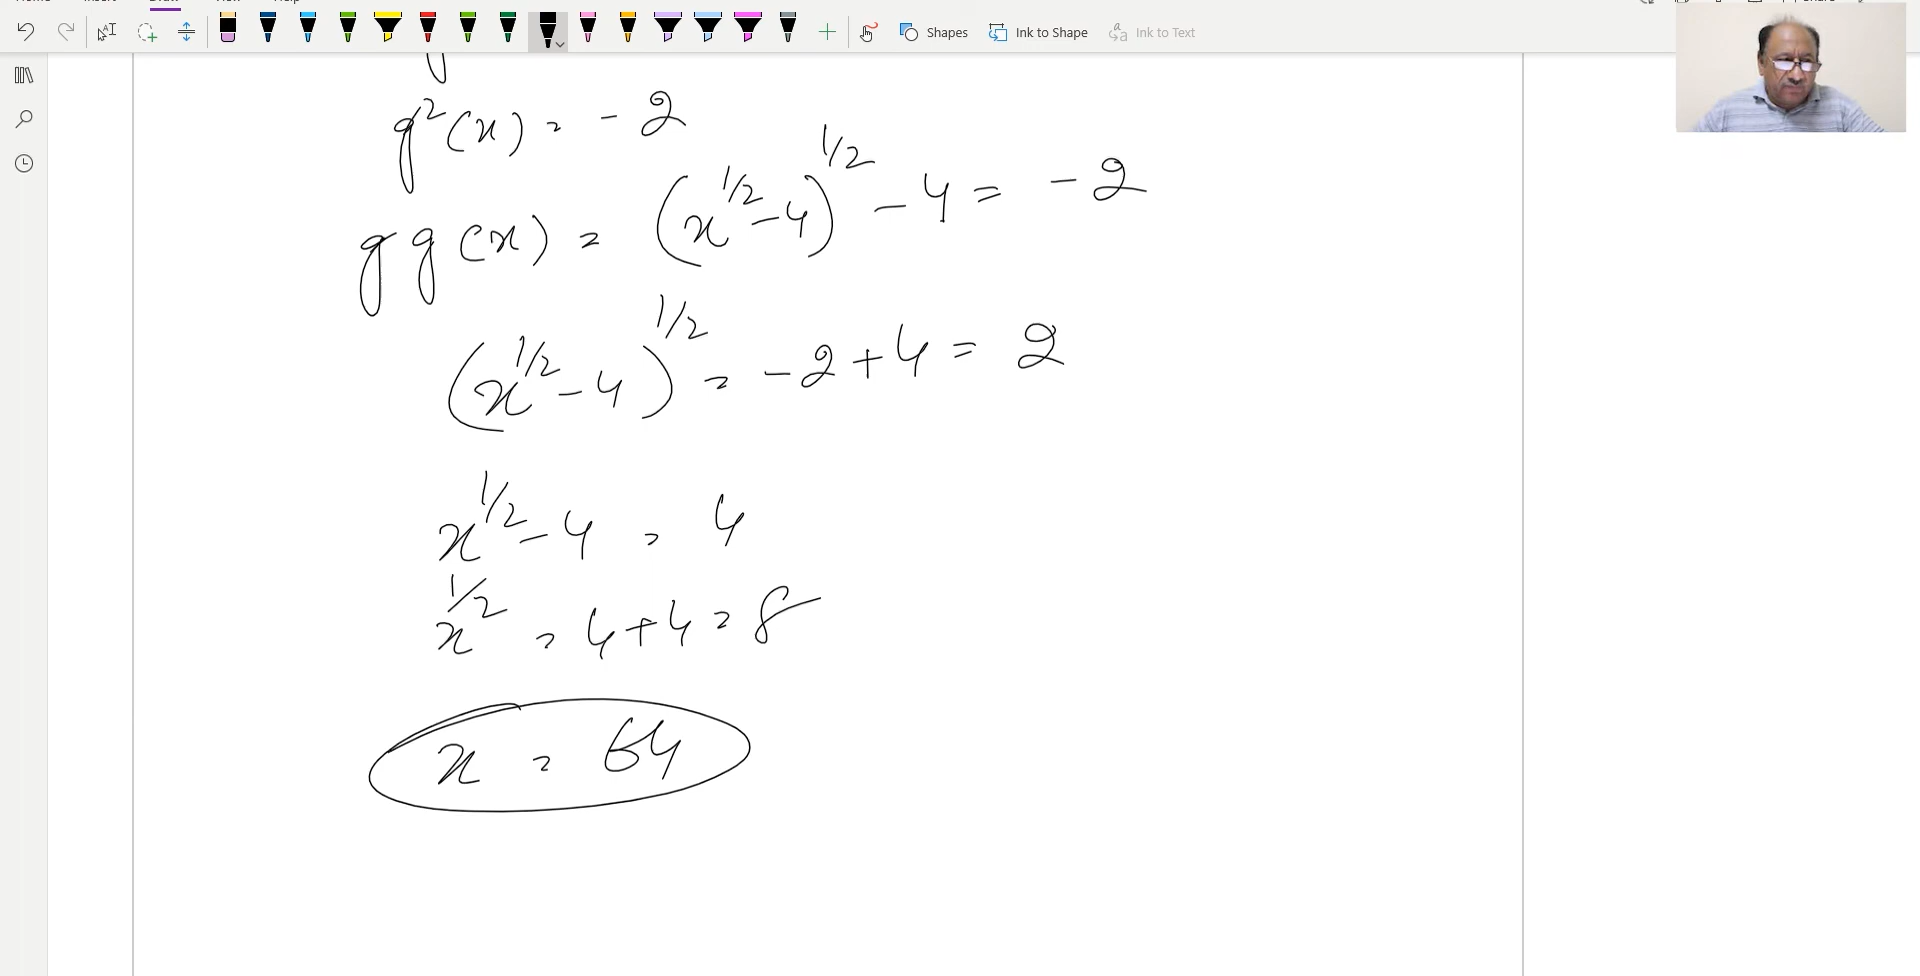 Shapes Ink to Shape Ink to Text
g²(x) = - 2
g g(x) = (x^1/2 - 4)^1/2 - 4 = - 2
(x^1/2 - 4)^1/2 = - 2 + 4 = 2
x^1/2 - 4 = 4
x^1/2 = 4 + 4 = 8
x = 64